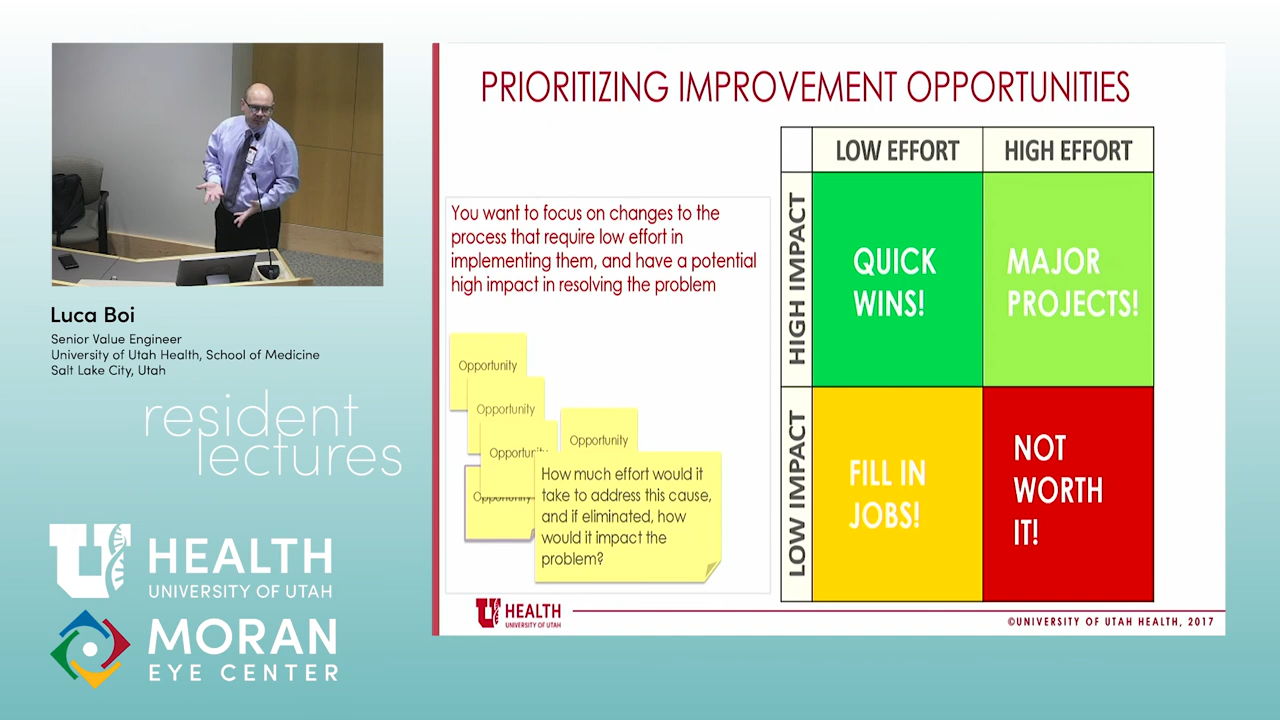 Luca Boi
Senior Value Engineer
University of Utah Health, School of Medicine
Salt Lake City, Utah
resident
lectures
U
HEALTH
UNIVERSITY OF UTAH
MORAN
EYE CENTER
PRIORITIZING IMPROVEMENT OPPORTUNITIES
You want to focus on changes to the
process that require low effort in
implementing them, and have a potential
high impact in resolving the problem
Opportunity
Opportunity
Opportunity
Opportunity
Opportunity
How much effort would it
take to address this cause,
and if eliminated, how
would it impact the
problem?
LOW EFFORT
HIGH EFFORT
HIGH IMPACT
QUICK
WINS!
MAJOR
PROJECTS!
LOW IMPACT
FILL IN
JOBS!
NOT
WORTH
IT!
U
HEALTH
UNIVERSITY OF UTAH
©UNIVERSITY OF UTAH HEALTH, 2017